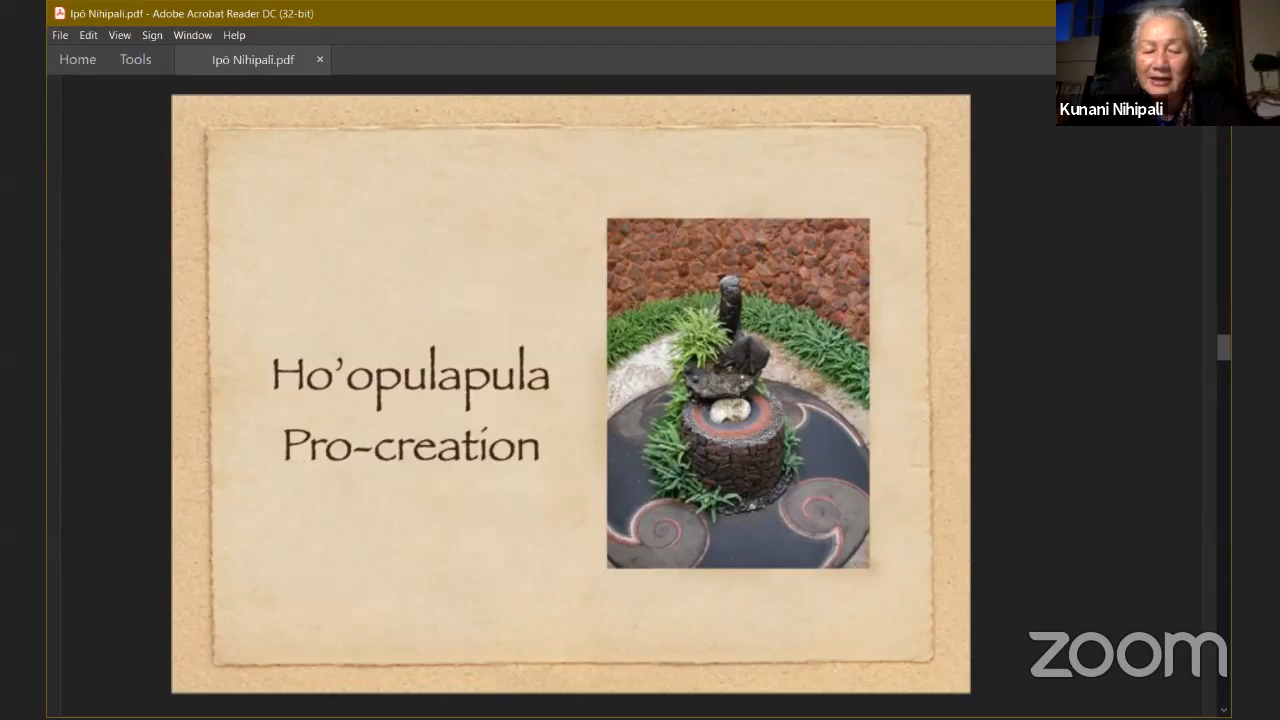 Ipō Nihipali.pdf - Adobe Acrobat Reader DC (32-bit)
File Edit View Sign Window Help
Home Tools Ipō Nihipali.pdf ×
Kunani Nihipali
Ho'opulapula
Pro-creation
zoom